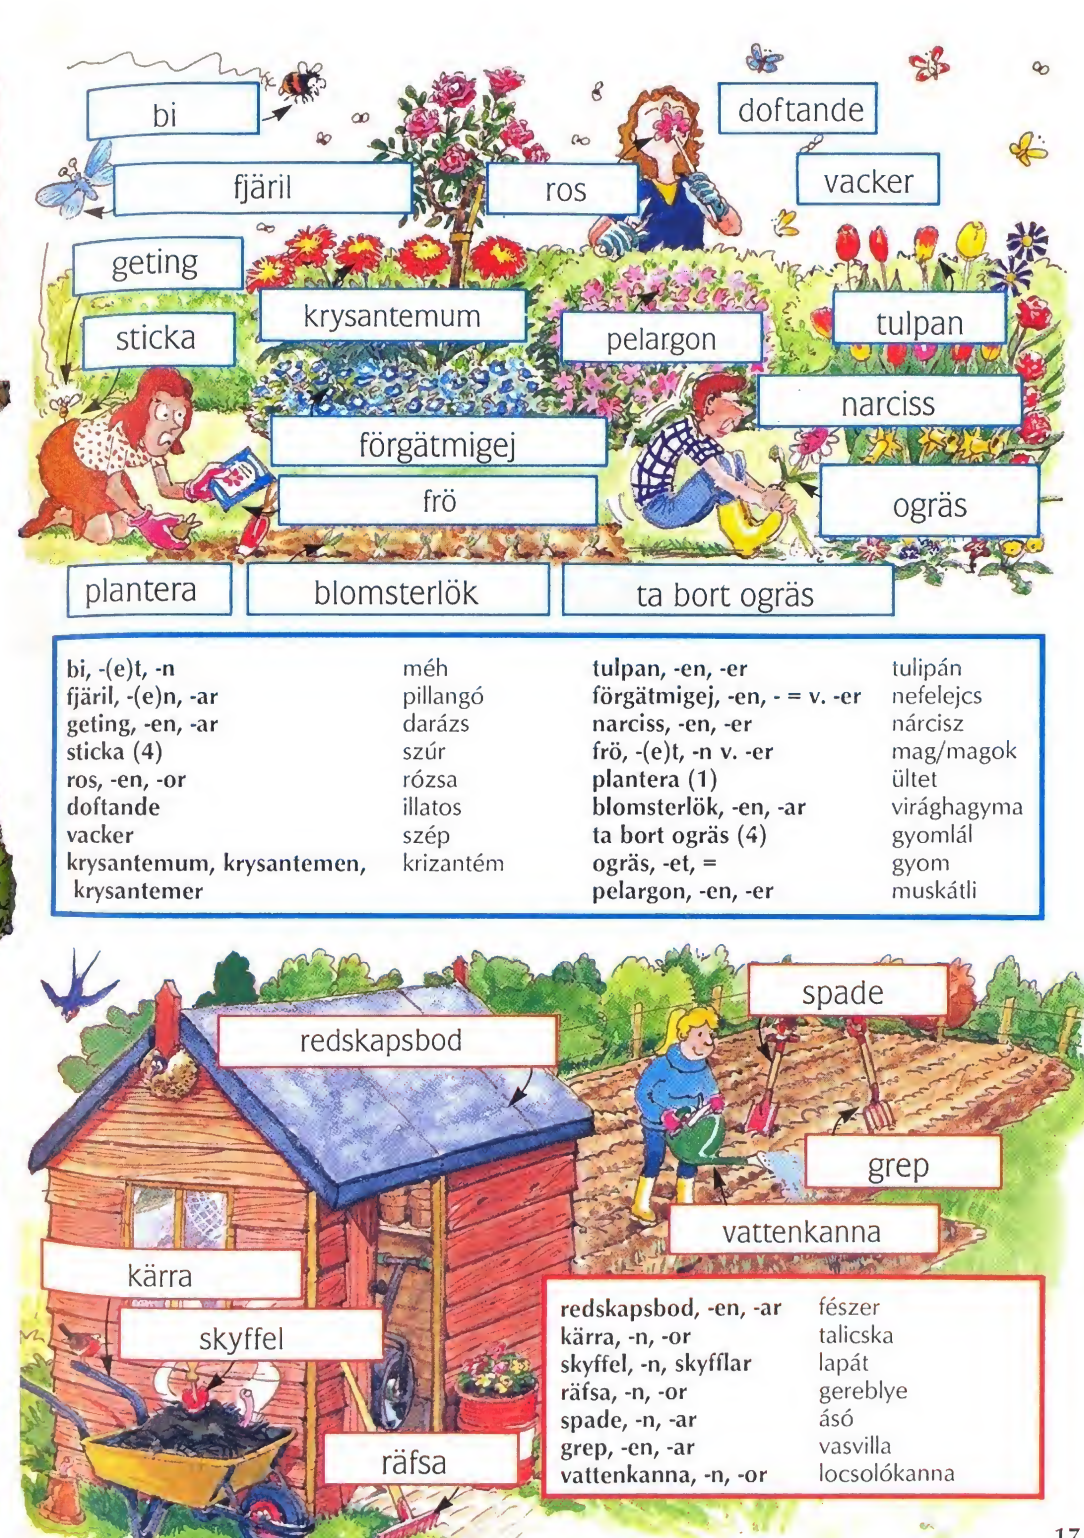 bi
doftande
fjäril
ros
vacker
geting
krysantemum
sticka
pelargon
tulpan
narciss
förgätmigej
frö
ogräs
plantera
blomsterlök
ta bort ogräs
bi, -(e)t, -n méh
fjäril, -(e)n, -ar pillangó
geting, -en, -ar darázs
sticka (4) szúr
ros, -en, -or rózsa
doftande illatos
vacker szép
krysantemum, krysantemen, krizantém
krysantemer
tulpan, -en, -er tulipán
förgätmigej, -en, - = v. -er nefelejcs
narciss, -en, -er nárcisz
frö, -(e)t, -n v. -er mag/magok
plantera (1) ültet
blomsterlök, -en, -ar virághagyma
ta bort ogräs (4) gyomlál
ogräs, -et, = gyom
pelargon, -en, -er muskátli
spade
redskapsbod
grep
vattenkanna
kärra
skyffel
räfsa
redskapsbod, -en, -ar fészer
kärra, -n, -or talicska
skyffel, -n, skyfflar lapát
räfsa, -n, -or gereblye
spade, -n, -ar ásó
grep, -en, -ar vasvilla
vattenkanna, -n, -or locsolókanna